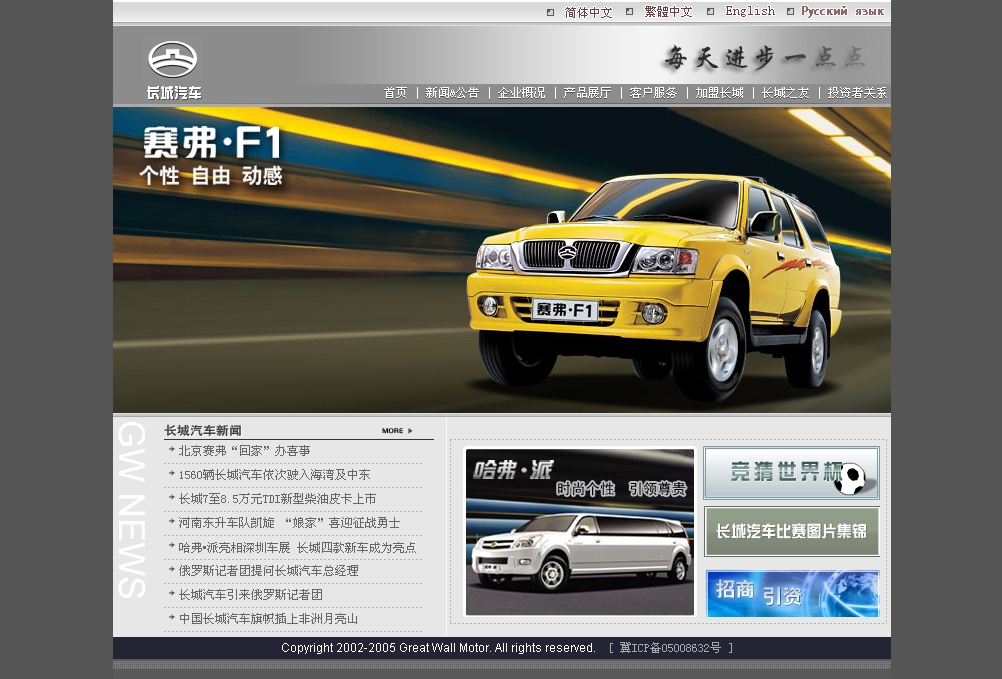 简体中文 繁體中文 English Русский язык
每天进步一点点
长城汽车
首页 | 新闻&公告 | 企业概况 | 产品展厅 | 客户服务 | 加盟长城 | 长城之友 | 投资者关系
赛弗·F1
个性 自由 动感
赛弗·F1
GW NEWS
长城汽车新闻 MORE
北京赛弗“回家”办喜事
1560辆长城汽车依次驶入海湾及中东
长城7至8.5万元TDI新型柴油皮卡上市
河南东升车队凯旋 “娘家”喜迎征战勇士
哈弗•派亮相深圳车展 长城四款新车成为亮点
俄罗斯记者团提问长城汽车总经理
长城汽车引来俄罗斯记者团
中国长城汽车旗帜插上非洲月亮山
哈弗·派
时尚个性 引领尊贵
竞猜世界杯
长城汽车比赛图片集锦
招商引资
Copyright 2002-2005 Great Wall Motor. All rights reserved. [ 冀ICP备05008632号 ]